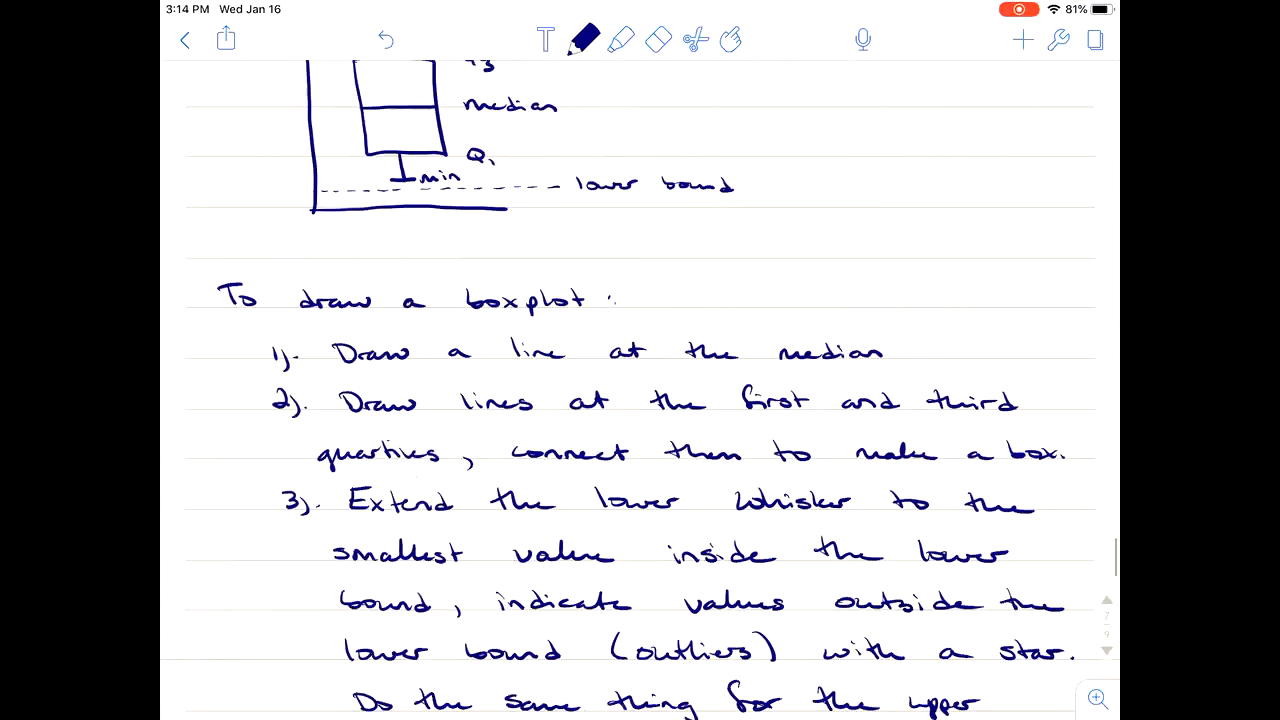 3:14 PM Wed Jan 16 81%
median
Q1
min
lower bound
To draw a boxplot:
1). Draw a line at the median
2). Draw lines at the first and third
quartiles, connect them to make a box.
3). Extend the lower whisker to the
smallest value inside the lower
bound, indicate values outside the
lower bound (outliers) with a star.
Do the same thing for the upper
7
9